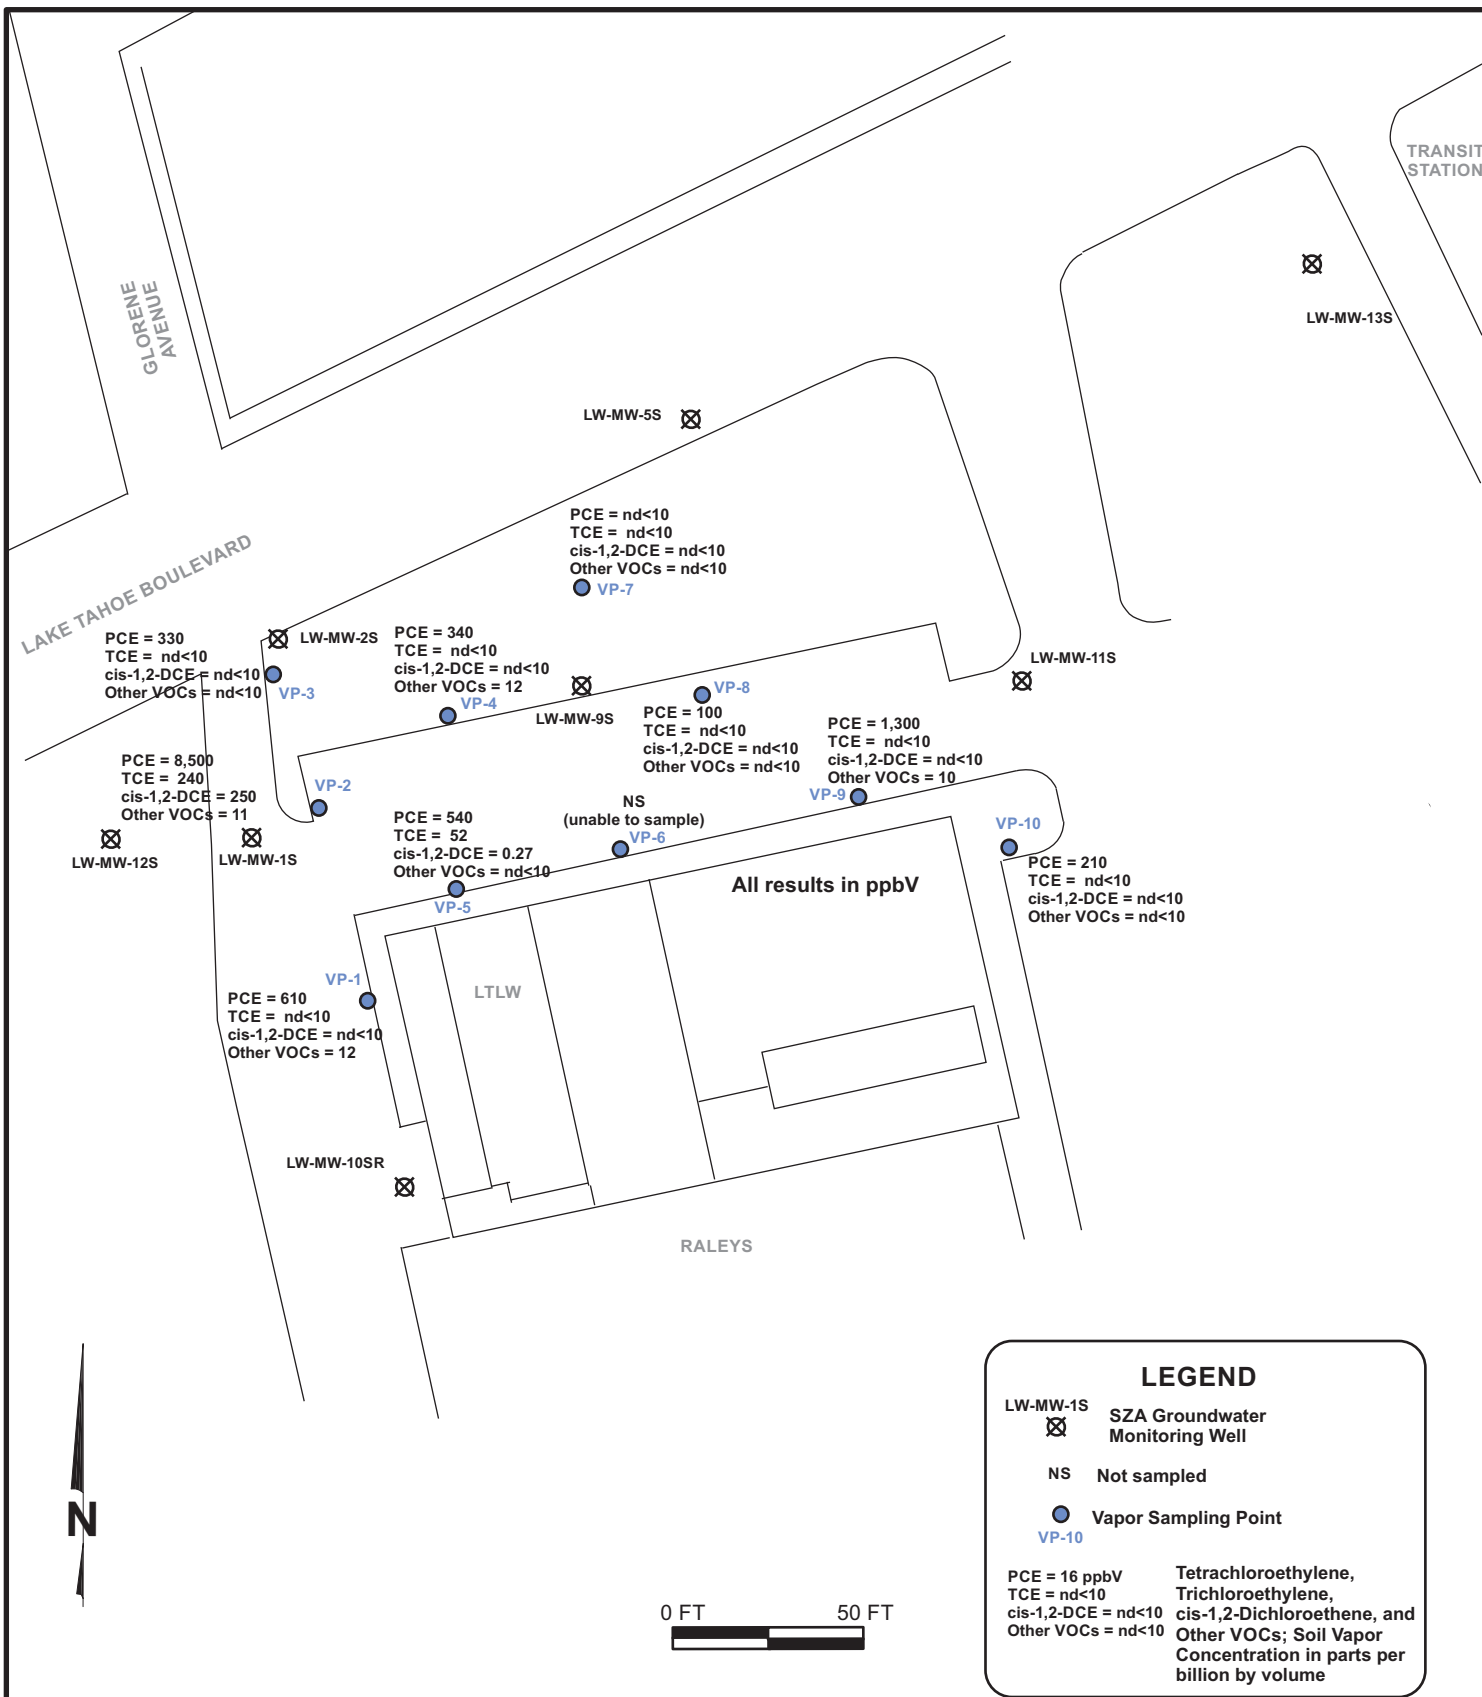 TRANSIT
STATION
GLORENE
AVENUE
LW-MW-13S
LW-MW-5S
LAKE TAHOE BOULEVARD
PCE = nd<10
TCE = nd<10
cis-1,2-DCE = nd<10
Other VOCs = nd<10
VP-7
PCE = 330
TCE = nd<10
cis-1,2-DCE = nd<10
Other VOCs = nd<10
LW-MW-2S
VP-3
PCE = 340
TCE = nd<10
cis-1,2-DCE = nd<10
Other VOCs = 12
VP-4
LW-MW-9S
VP-8
PCE = 100
TCE = nd<10
cis-1,2-DCE = nd<10
Other VOCs = nd<10
LW-MW-11S
PCE = 1,300
TCE = nd<10
cis-1,2-DCE = nd<10
Other VOCs = 10
VP-9
PCE = 8,500
TCE = 240
cis-1,2-DCE = 250
Other VOCs = 11
VP-2
LW-MW-12S
LW-MW-1S
PCE = 540
TCE = 52
cis-1,2-DCE = 0.27
Other VOCs = nd<10
VP-5
NS
(unable to sample)
VP-6
VP-10
PCE = 210
TCE = nd<10
cis-1,2-DCE = nd<10
Other VOCs = nd<10
All results in ppbV
VP-1
PCE = 610
TCE = nd<10
cis-1,2-DCE = nd<10
Other VOCs = 12
LTLW
LW-MW-10SR
RALEYS
N
0 FT
50 FT
LEGEND
LW-MW-1S
SZA Groundwater
Monitoring Well
NS
Not sampled
Vapor Sampling Point
VP-10
PCE = 16 ppbV
TCE = nd<10
cis-1,2-DCE = nd<10
Other VOCs = nd<10
Tetrachloroethylene,
Trichloroethylene,
cis-1,2-Dichloroethene, and
Other VOCs; Soil Vapor
Concentration in parts per
billion by volume